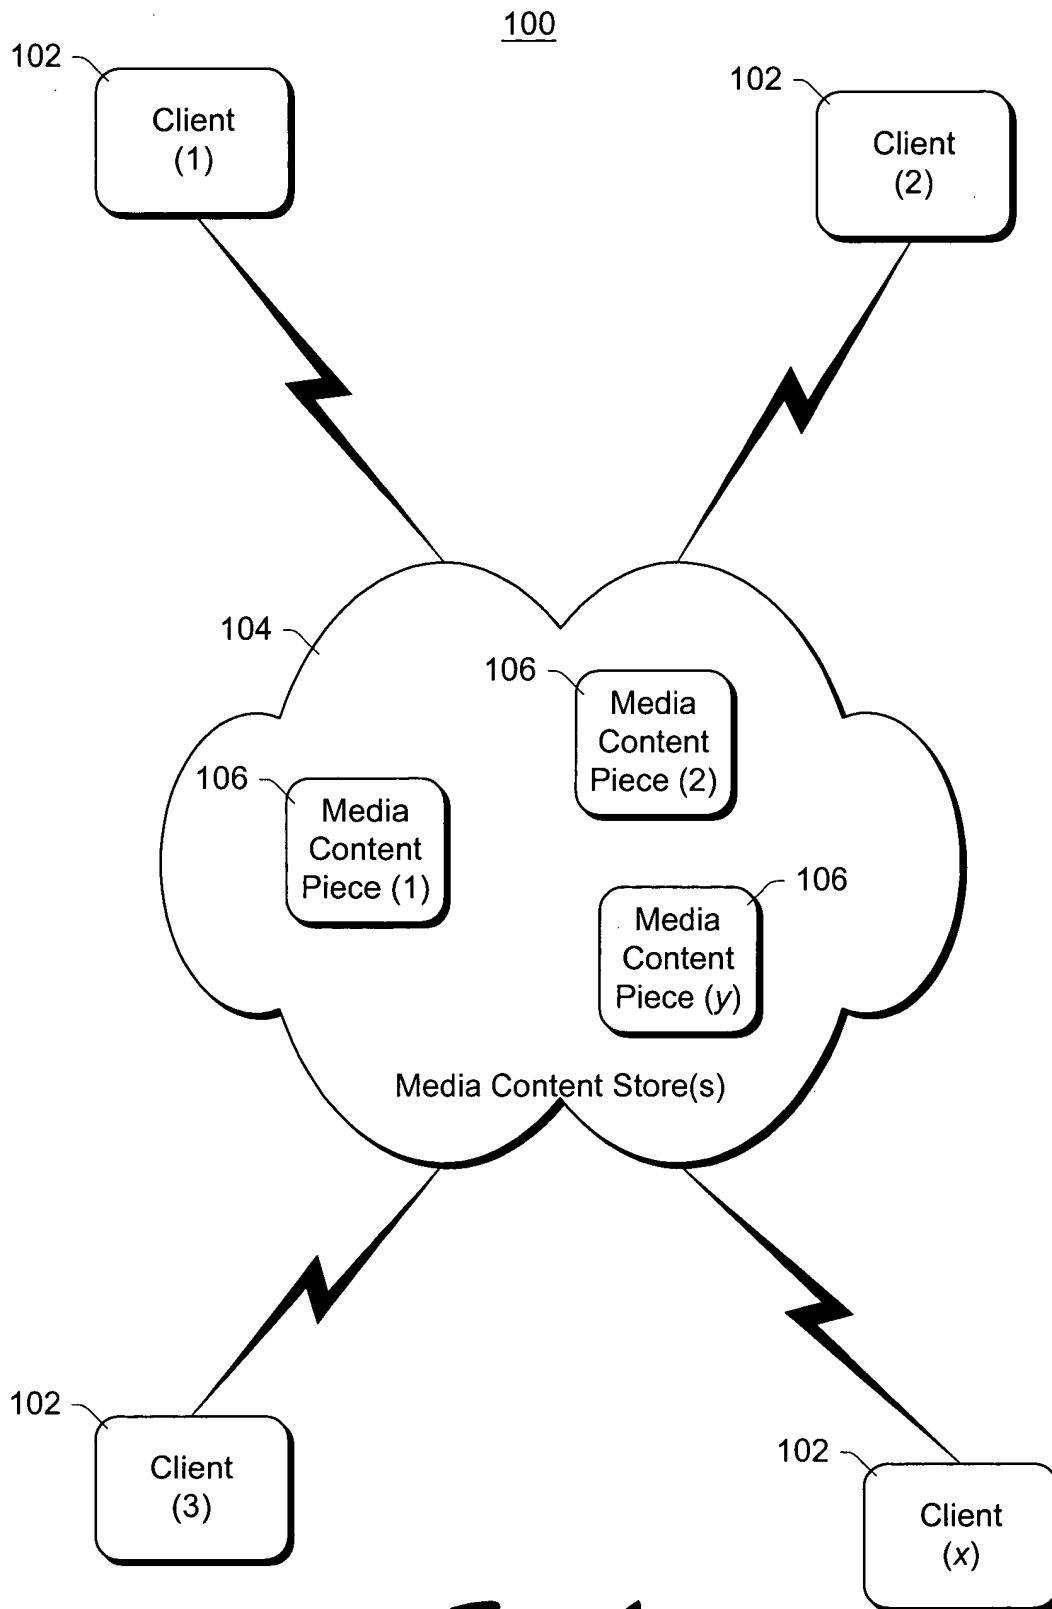 100
102
Client
(1)
102
Client
(2)
104
106
Media
Content
Piece (2)
106
Media
Content
Piece (1)
106
Media
Content
Piece (y)
Media Content Store(s)
102
Client
(3)
102
Client
(x)